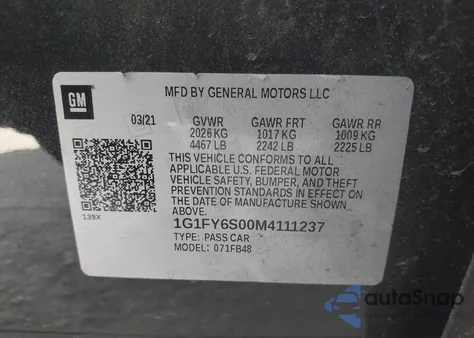 GM
MFD BY GENERAL MOTORS LLC
03/21 GVWR GAWR FRT GAWR RR
2026 KG 1017 KG 1009 KG
4467 LB 2242 LB 2225 LB
THIS VEHICLE CONFORMS TO ALL
APPLICABLE U.S. FEDERAL MOTOR
VEHICLE SAFETY, BUMPER, AND THEFT
PREVENTION STANDARDS IN EFFECT ON
THE DATE OF MANUFACTURE SHOWN
ABOVE.
139X
1G1FY6S00M4111237
TYPE: PASS CAR
MODEL: 071FB48
autoSnap